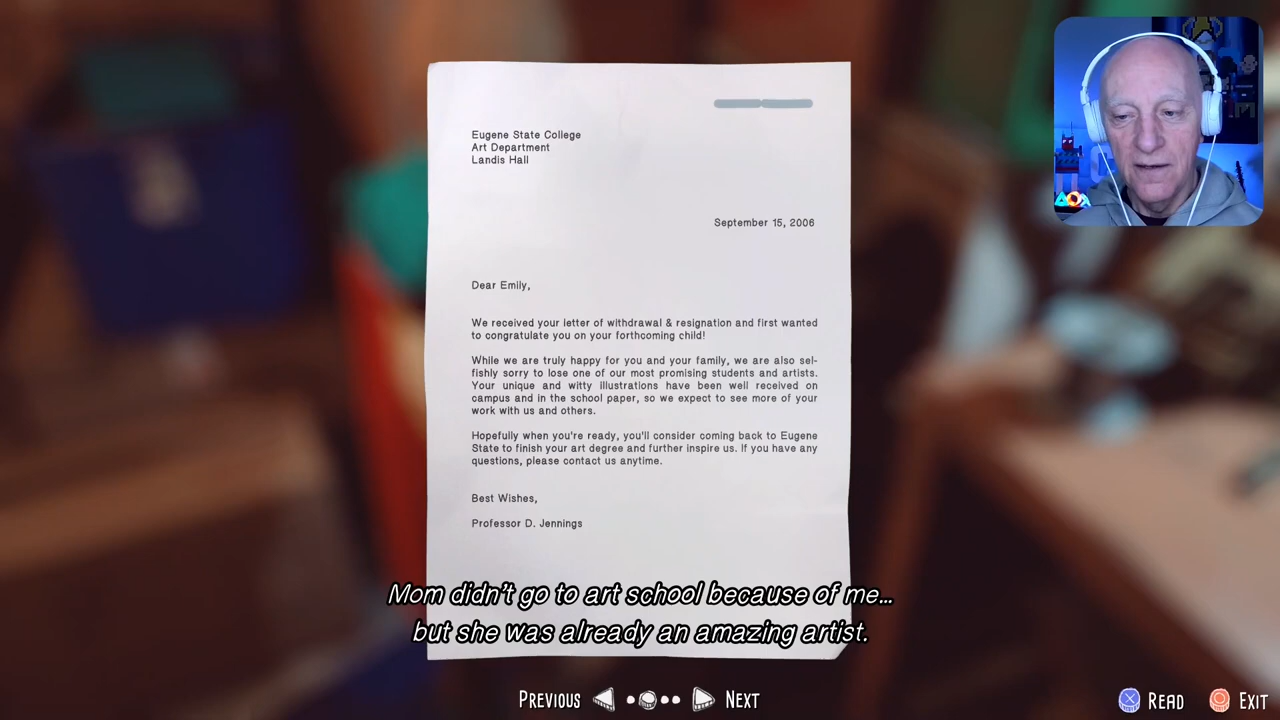 Eugene State College
Art Department
Landis Hall
September 15, 2006
Dear Emily,
We received your letter of withdrawal & resignation and first wanted
to congratulate you on your forthcoming child!
While we are truly happy for you and your family, we are also sel-
fishly sorry to lose one of our most promising students and artists.
Your unique and witty illustrations have been well received on
campus and in the school paper, so we expect to see more of your
work with us and others.
Hopefully when you're ready, you'll consider coming back to Eugene
State to finish your art degree and further inspire us. If you have any
questions, please contact us anytime.
Best Wishes,
Professor D. Jennings
Mom didn't go to art school because of me...
but she was already an amazing artist.
PREVIOUS NEXT
READ EXIT